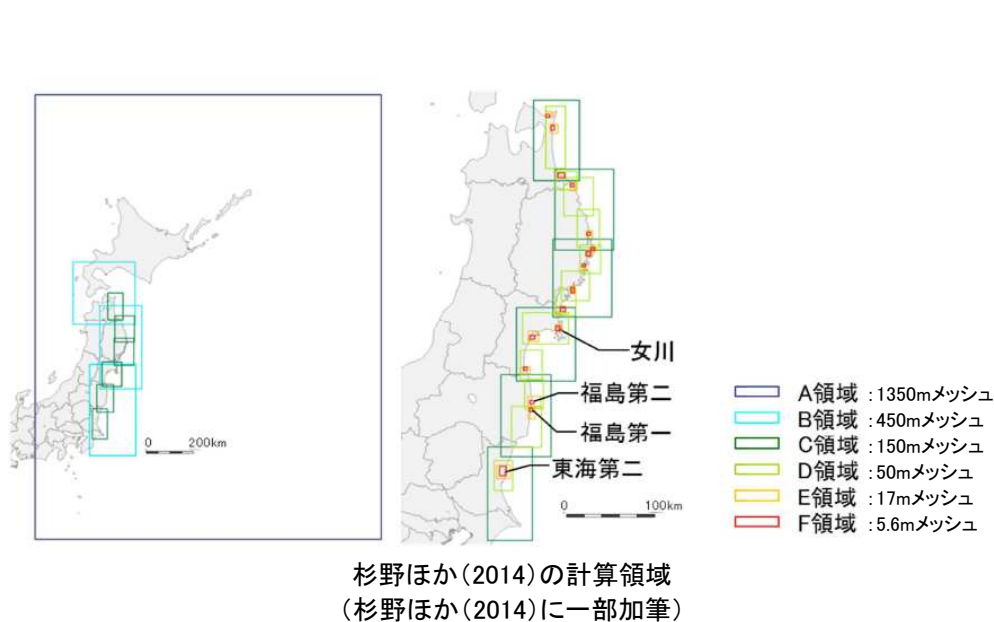 0 200km
女川
福島第二
福島第一
東海第二
0 100km
A領域 :1350mメッシュ
B領域 :450mメッシュ
C領域 :150mメッシュ
D領域 :50mメッシュ
E領域 :17mメッシュ
F領域 :5.6mメッシュ
杉野ほか(2014)の計算領域
(杉野ほか(2014)に一部加筆)